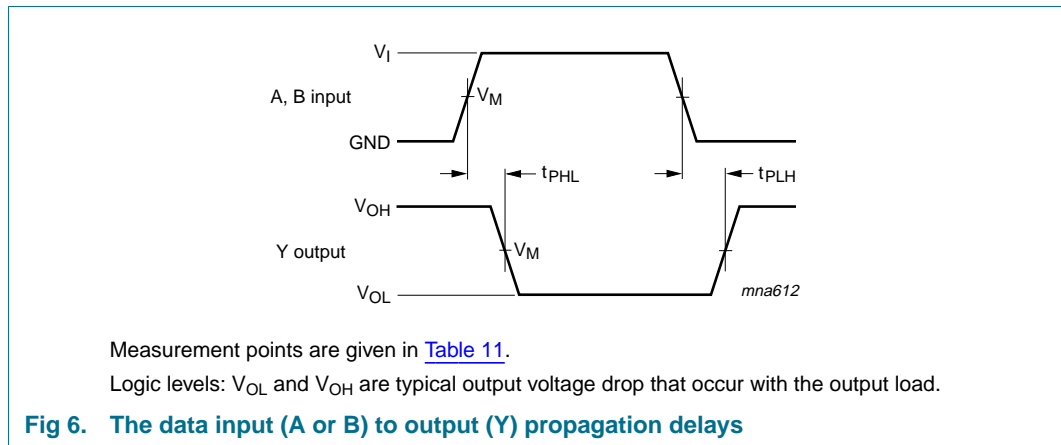 VI
A, B input
VM
GND
tPHL
tPLH
VOH
Y output
VM
VOL
mna612
Measurement points are given in Table 11.
Logic levels: VOL and VOH are typical output voltage drop that occur with the output load.
Fig 6. The data input (A or B) to output (Y) propagation delays